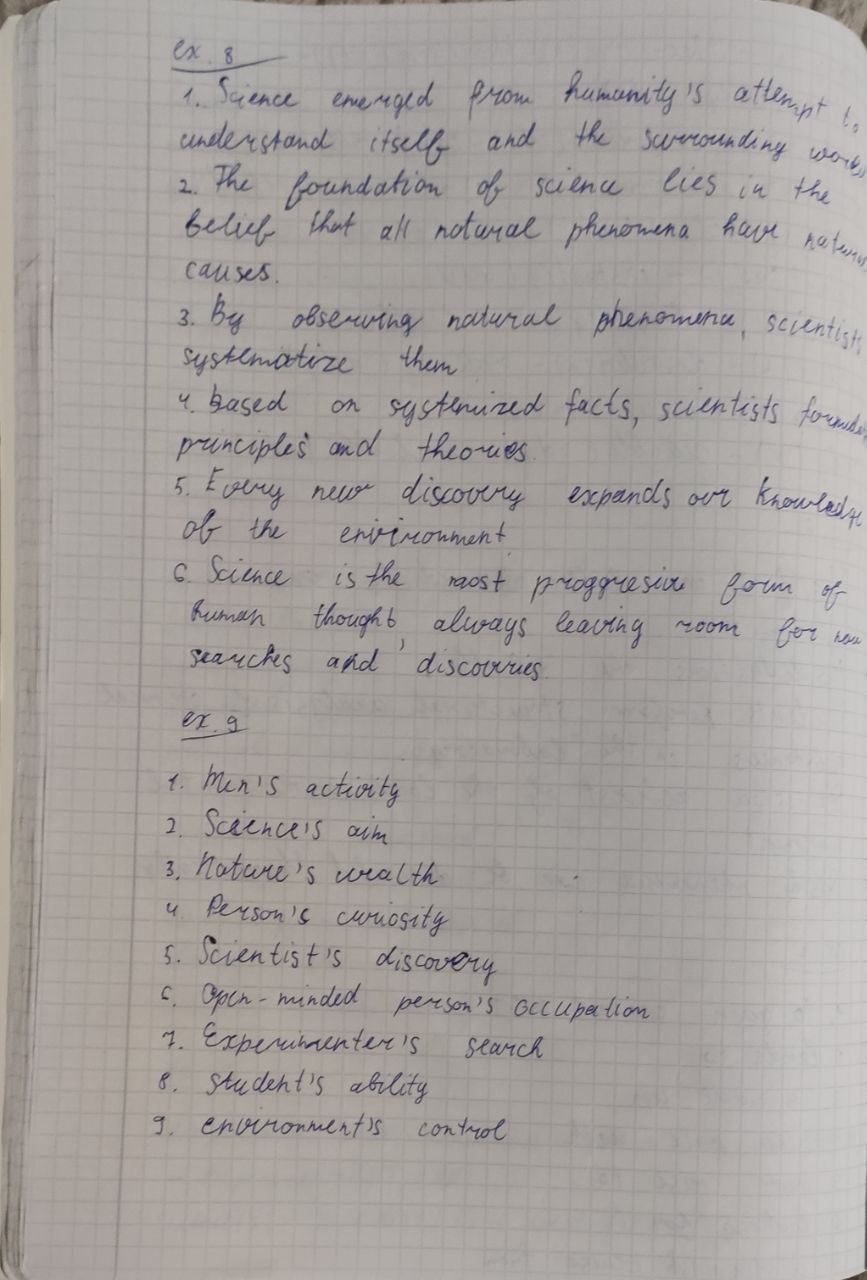 ex. 8
1. Science emerged from humanity's attempt to
understand itself and the surrounding
2. The foundation of science lies in the
belief that all natural phenomena have
causes.
3. By observing natural phenomena, scientists
systematize them
4. Based on systemized facts, scientists
principles and theories.
5. Every new discovery expands our knowledge
of the environment
6. Science is the most proggresive form of
human thought, always leaving room for new
searches and discoveries.
ex. 9
1. Men's activity
2. Science's aim
3. Nature's wealth
4. Person's curiosity
5. Scientist's discovery
6. Open-minded person's occupation
7. Experimenter's search
8. student's ability
9. environment's control